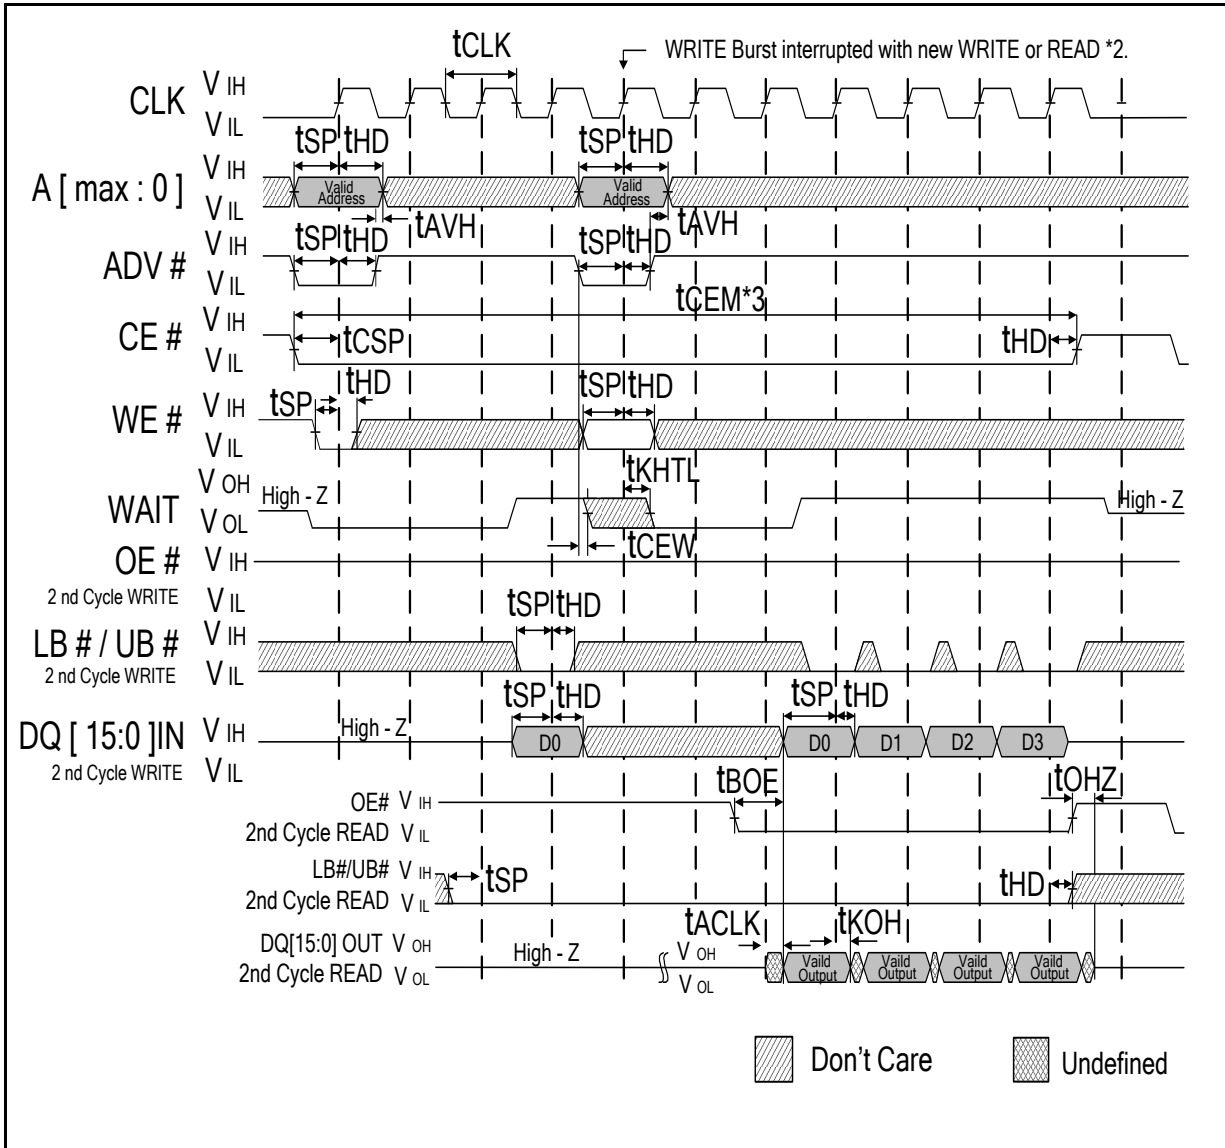 tCLK
WRITE Burst interrupted with new WRITE or READ *2.
CLK
V IH
V IL
tSP tHD
tSP tHD
A [ max : 0 ]
V IH
V IL
Valid Address
Valid Address
tAVH
tAVH
ADV #
V IH
V IL
tSP tHD
tSP tHD
tCEM*3
CE #
V IH
V IL
tCSP
tHD
WE #
V IH
V IL
tSP
tHD
tSP tHD
WAIT
V OH
V OL
High - Z
tKHTL
High - Z
tCEW
OE #
V IH
2 nd Cycle WRITE
V IL
tSP tHD
LB # / UB #
V IH
2 nd Cycle WRITE
V IL
tSP tHD
tSP tHD
DQ [ 15:0 ]IN
V IH
High - Z
D0
D0
D1
D2
D3
2 nd Cycle WRITE
V IL
tBOE
tOHZ
OE# V IH
2nd Cycle READ V IL
LB#/UB# V IH
tSP
tHD
2nd Cycle READ V IL
tACLK
tKOH
DQ[15:0] OUT V OH
High - Z
V OH
2nd Cycle READ V OL
V OL
Vaild Output
Vaild Output
Vaild Output
Vaild Output
Don't Care
Undefined